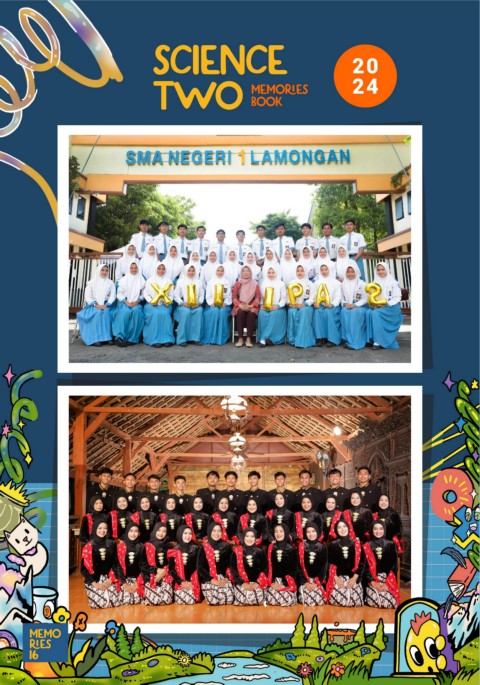 SCIENCE
TWO
MEMORIES
BOOK
20
24
SMA NEGERI 1 LAMONGAN
XII IPA 2
MEMO
RIES
16